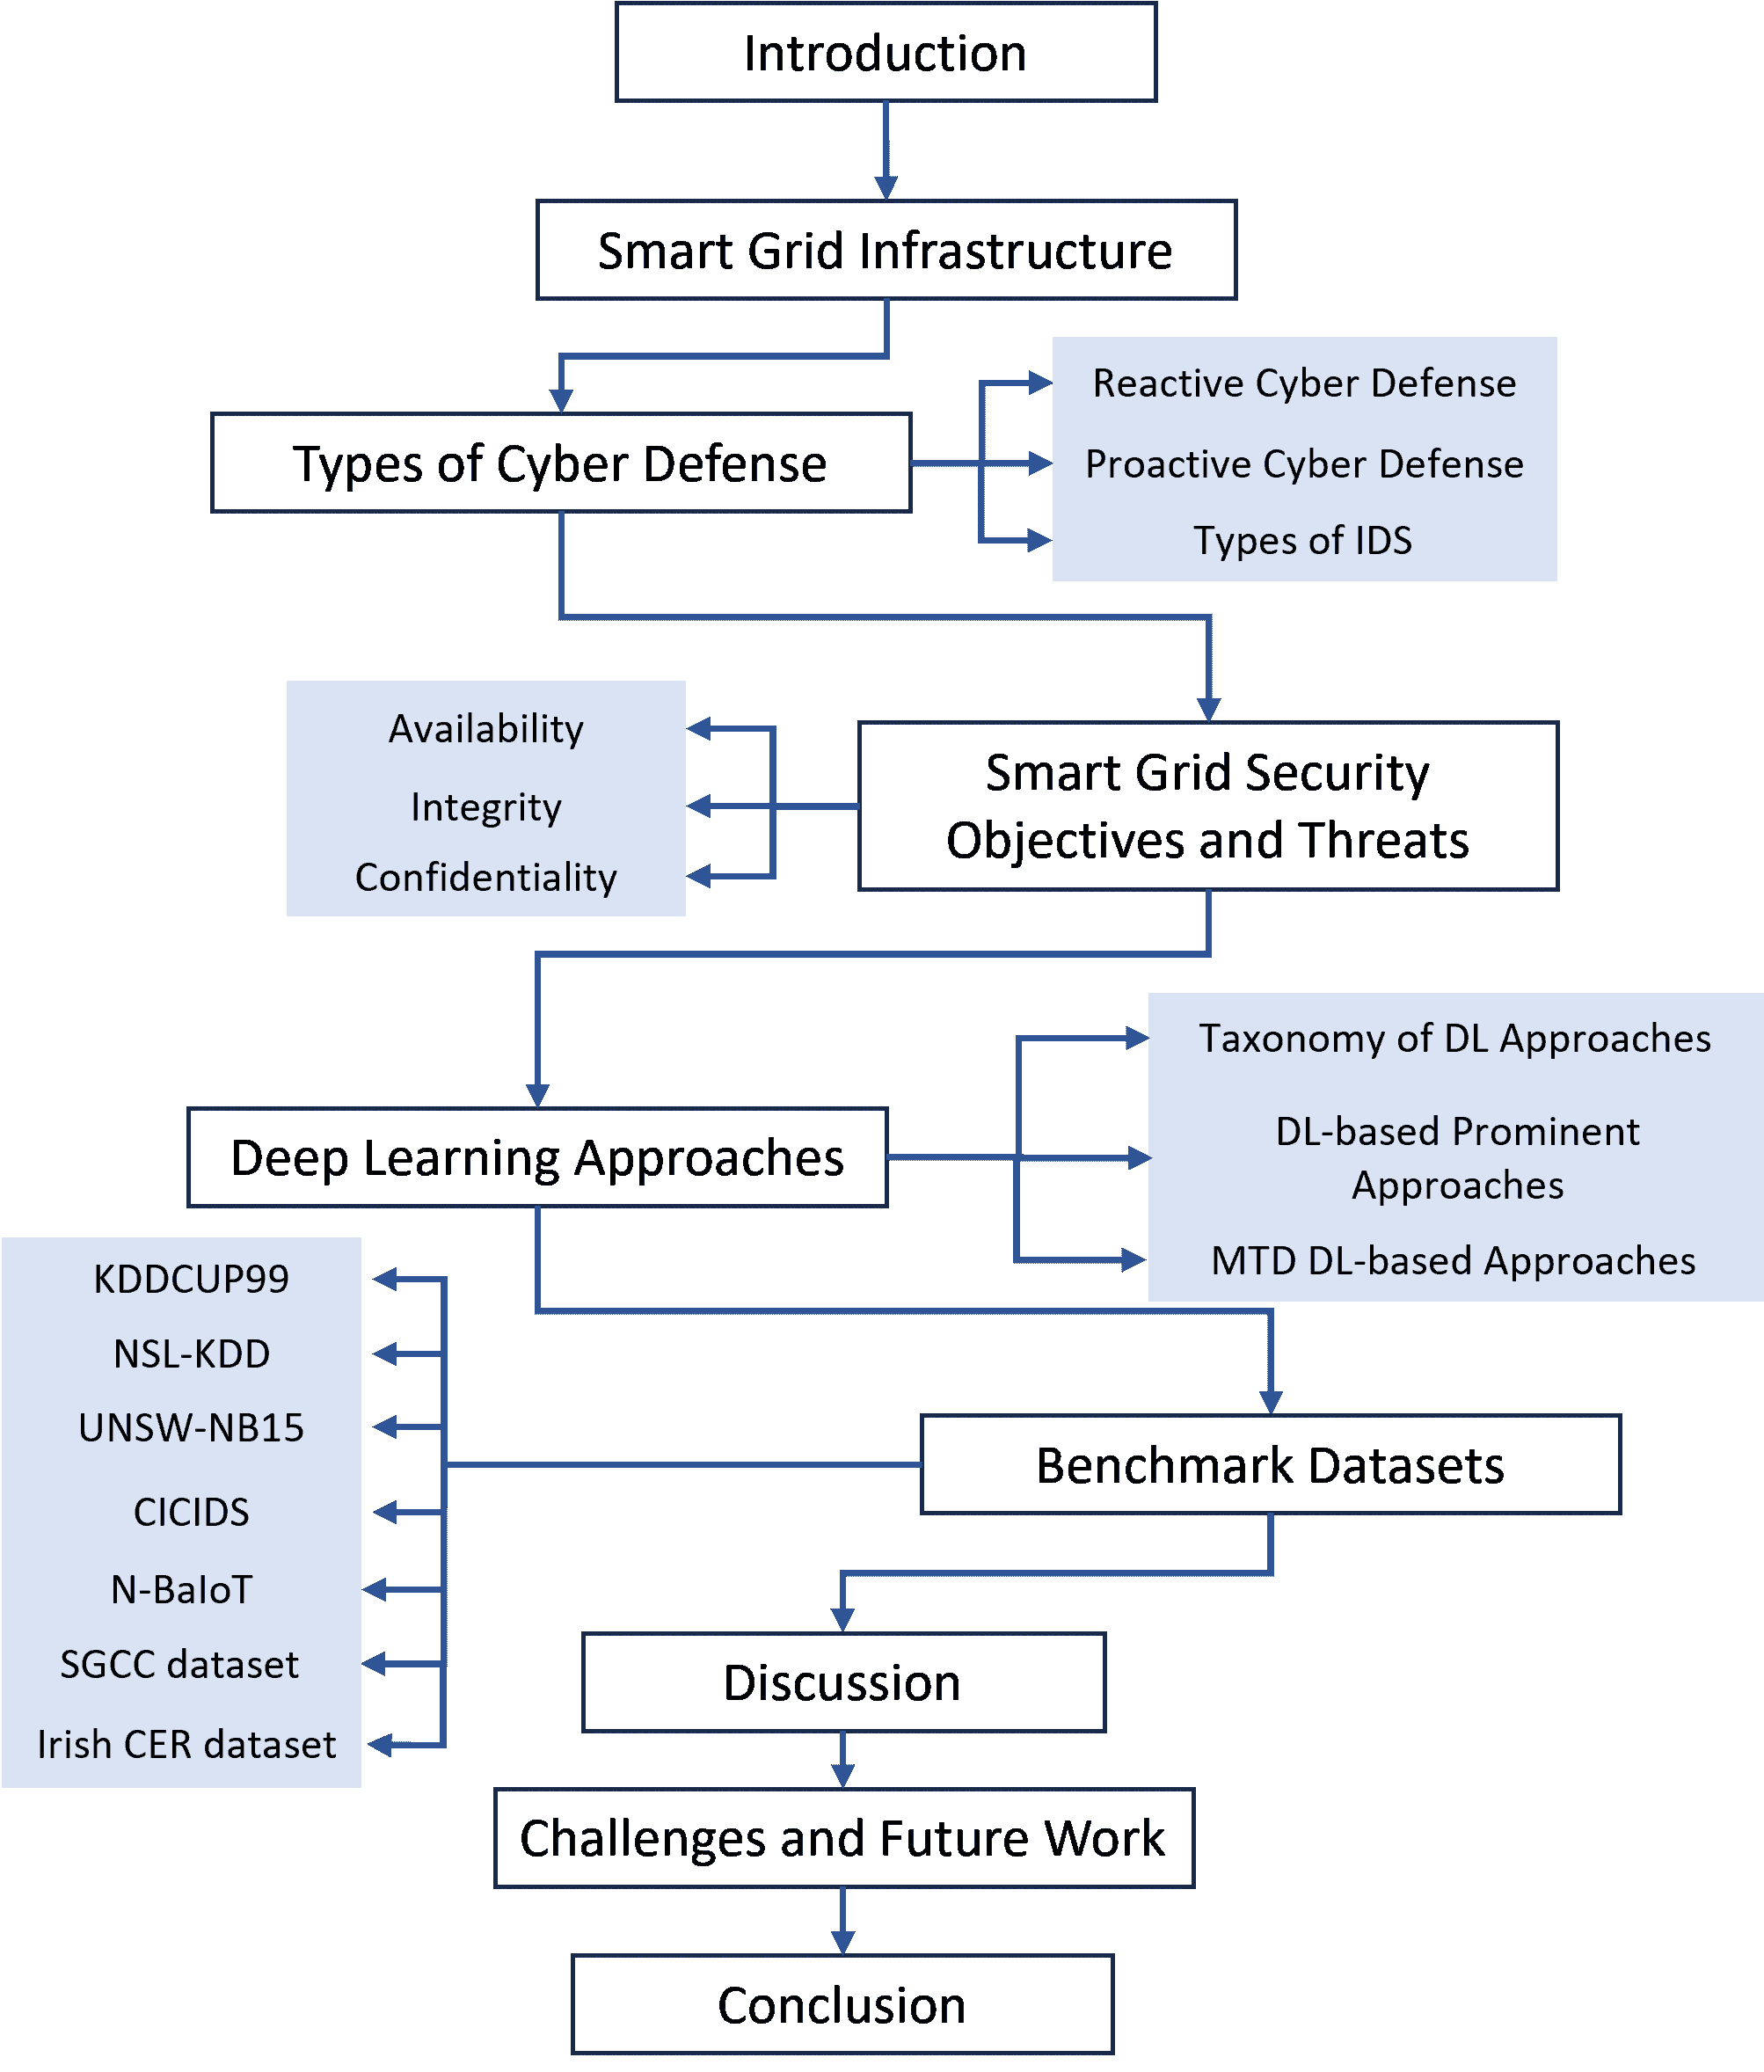 Introduction
Smart Grid Infrastructure
Types of Cyber Defense
Reactive Cyber Defense
Proactive Cyber Defense
Types of IDS
Smart Grid Security
Objectives and Threats
Availability
Integrity
Confidentiality
Deep Learning Approaches
Taxonomy of DL Approaches
DL-based Prominent
Approaches
MTD DL-based Approaches
Benchmark Datasets
KDDCUP99
NSL-KDD
UNSW-NB15
CICIDS
N-BaIoT
SGCC dataset
Irish CER dataset
Discussion
Challenges and Future Work
Conclusion